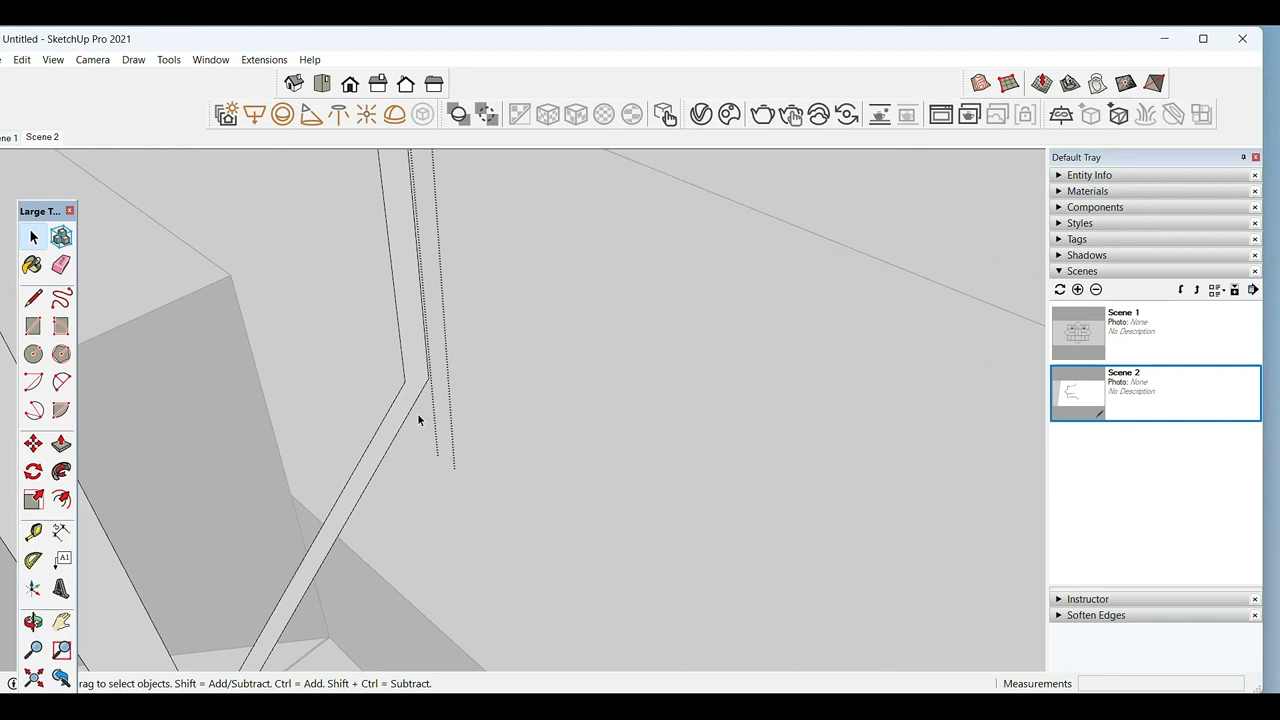 Untitled - SketchUp Pro 2021
Edit View Camera Draw Tools Window Extensions Help
Scene 2
Default Tray
Entity Info
Materials
Components
Styles
Tags
Shadows
Scenes
Scene 1
Photo: None
No Description
Scene 2
Photo: None
No Description
Instructor
Soften Edges
Large T...
A1
rag to select objects. Shift = Add/Subtract. Ctrl = Add. Shift + Ctrl = Subtract.
Measurements